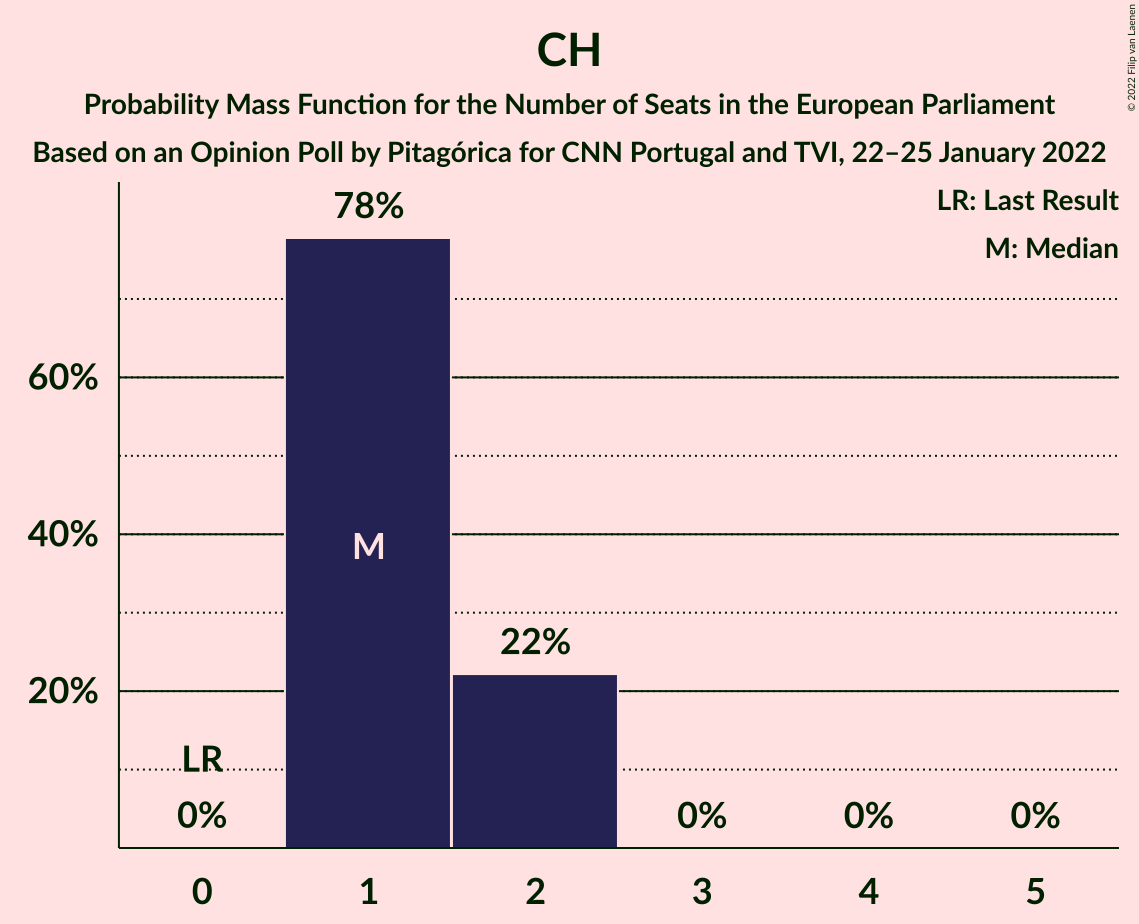 CH
Probability Mass Function for the Number of Seats in the European Parliament
Based on an Opinion Poll by Pitagórica for CNN Portugal and TVI, 22–25 January 2022
© 2022 Filip van Laenen
LR: Last Result
M: Median
78%
60%
40%
M
22%
20%
LR
0%
0%
0%
0%
0
1
2
3
4
5